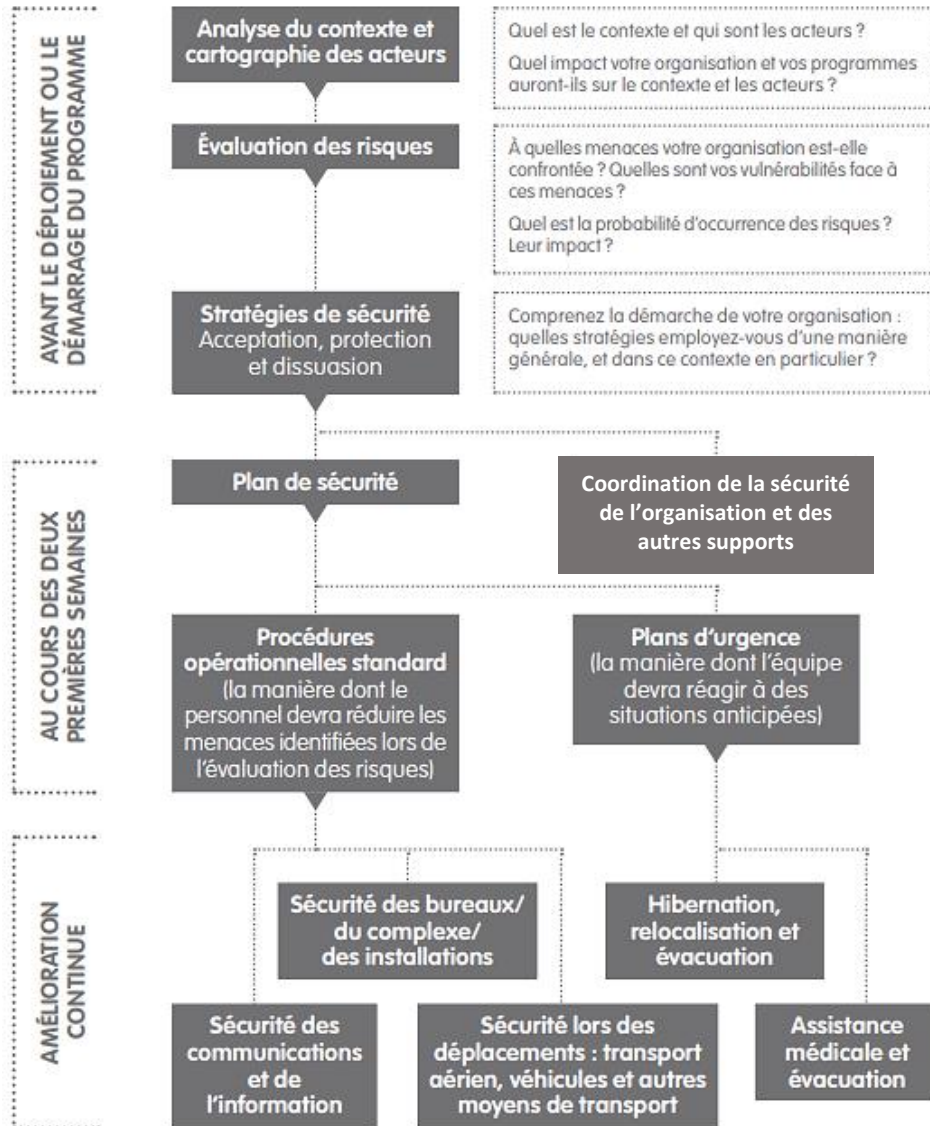 AVANT LE DÉPLOIEMENT OU LE
DÉMARRAGE DU PROGRAMME
Analyse du contexte et
cartographie des acteurs
Quel est le contexte et qui sont les acteurs ?
Quel impact votre organisation et vos programmes
auront-ils sur le contexte et les acteurs ?
Évaluation des risques
À quelles menaces votre organisation est-elle
confrontée ? Quelles sont vos vulnérabilités face à
ces menaces ?
Quel est la probabilité d'occurrence des risques ?
Leur impact ?
Stratégies de sécurité
Acceptation, protection
et dissuasion
Comprenez la démarche de votre organisation :
quelles stratégies employez-vous d'une manière
générale, et dans ce contexte en particulier ?
AU COURS DES DEUX
PREMIÈRES SEMAINES
Plan de sécurité
Coordination de la sécurité
de l’organisation et des
autres supports
Procédures
opérationnelles standard
(la manière dont le
personnel devra réduire les
menaces identifiées lors de
l'évaluation des risques)
Plans d'urgence
(la manière dont l'équipe
devra réagir à des
situations anticipées)
AMÉLIORATION
CONTINUE
Sécurité des bureaux/
du complexe/
des installations
Hibernation,
relocalisation et
évacuation
Sécurité des
communications
et de
l'information
Sécurité lors des
déplacements : transport
aérien, véhicules et autres
moyens de transport
Assistance
médicale et
évacuation